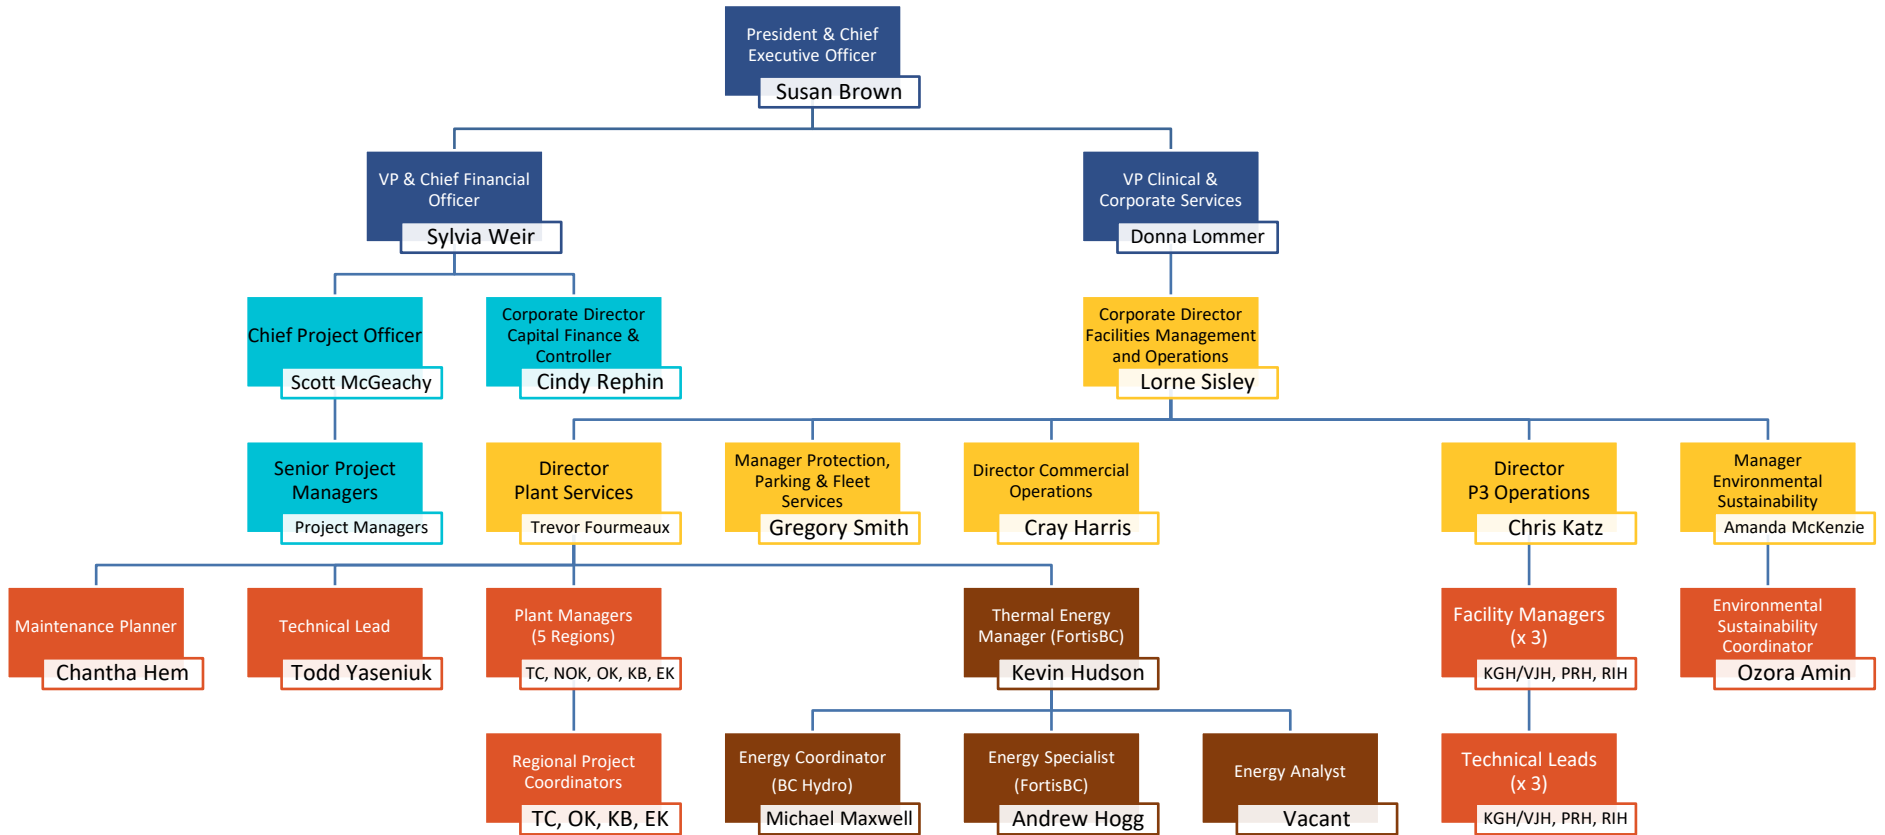 President & Chief
Executive Officer
Susan Brown
VP & Chief Financial
Officer
Sylvia Weir
VP Clinical &
Corporate Services
Donna Lommer
Chief Project Officer
Scott McGeachy
Corporate Director
Capital Finance &
Controller
Cindy Rephin
Corporate Director
Facilities Management
and Operations
Lorne Sisley
Senior Project
Managers
Project Managers
Director
Plant Services
Trevor Fourmeaux
Manager Protection,
Parking & Fleet
Services
Gregory Smith
Director Commercial
Operations
Cray Harris
Director
P3 Operations
Chris Katz
Manager
Environmental
Sustainability
Amanda McKenzie
Maintenance Planner
Chantha Hem
Technical Lead
Todd Yaseniuk
Plant Managers
(5 Regions)
TC, NOK, OK, KB, EK
Thermal Energy
Manager (FortisBC)
Kevin Hudson
Facility Managers
(x 3)
KGH/VJH, PRH, RIH
Environmental
Sustainability
Coordinator
Ozora Amin
Regional Project
Coordinators
TC, OK, KB, EK
Energy Coordinator
(BC Hydro)
Michael Maxwell
Energy Specialist
(FortisBC)
Andrew Hogg
Energy Analyst
Vacant
Technical Leads
(x 3)
KGH/VJH, PRH, RIH